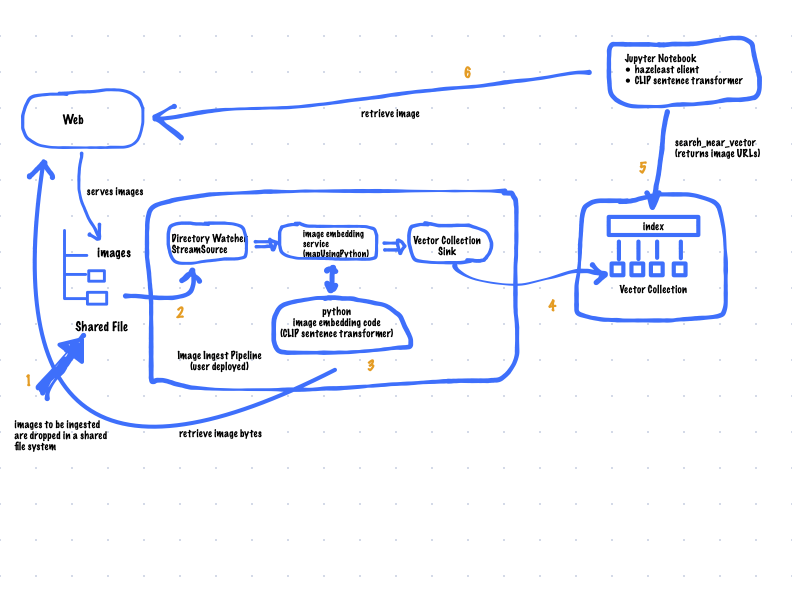 Jupyter Notebook
• hazelcast client
• CLIP sentence transformer
6
retrieve image
Web
search_near_vector
(returns image URLs)
5
serves images
Index
Vector Collection
Directory Watcher
StreamSource
image embedding
service
(mapUsingPython)
Vector Collection
Sink
images
Shared File
2
4
python
image embedding code
(CLIP sentence transformer)
Image Ingest Pipeline
(user deployed)
3
1
images to be ingested
are dropped in a shared
file system
retrieve image bytes